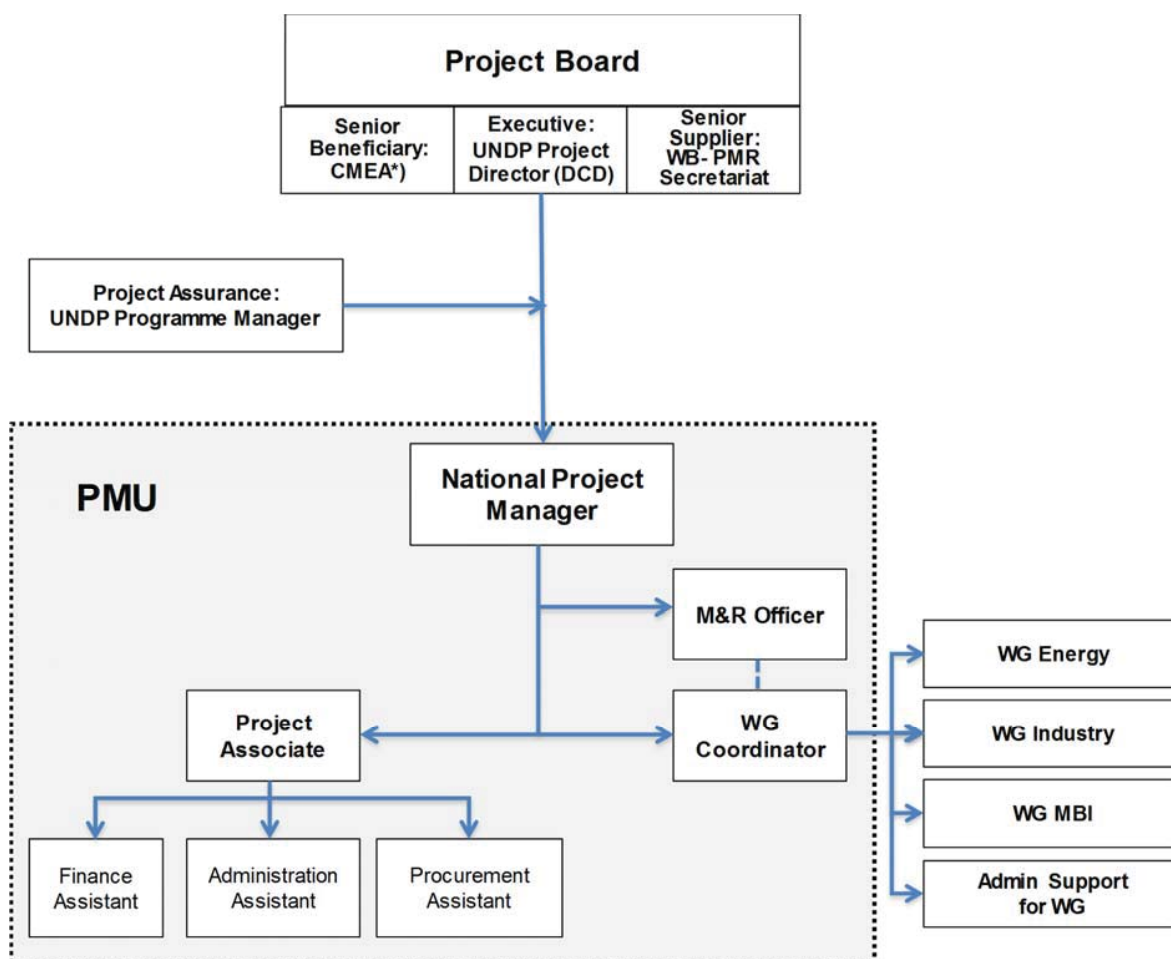 Project Board
Senior
Beneficiary:
CMEA*)
Executive:
UNDP Project
Director (DCD)
Senior
Supplier:
WB- PMR
Secretariat
Project Assurance:
UNDP Programme Manager
PMU
National Project
Manager
M&R Officer
Project
Associate
WG
Coordinator
WG Energy
WG Industry
WG MBI
Admin Support
for WG
Finance
Assistant
Administration
Assistant
Procurement
Assistant